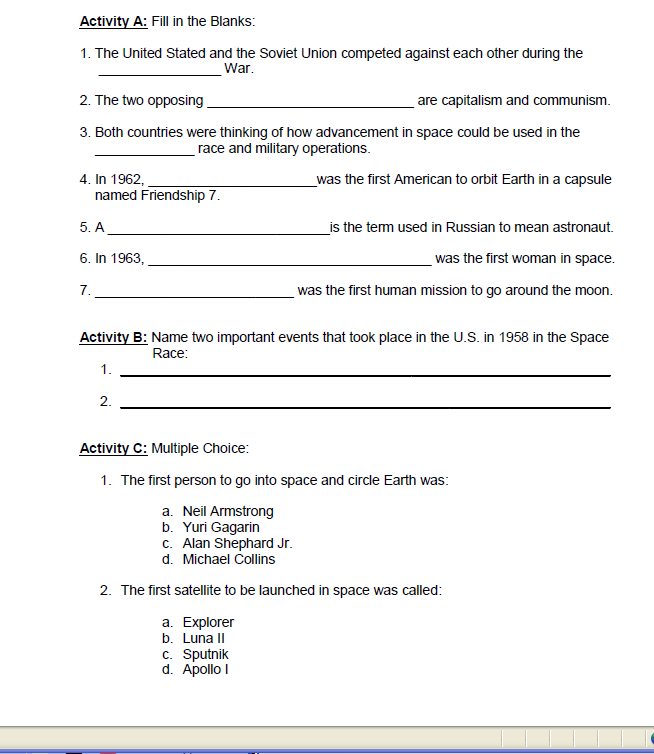 Activity A: Fill in the Blanks:
1. The United Stated and the Soviet Union competed against each other during the
________________ War.
2. The two opposing ___________________________ are capitalism and communism.
3. Both countries were thinking of how advancement in space could be used in the
_____________ race and military operations.
4. In 1962, ______________________was the first American to orbit Earth in a capsule
named Friendship 7.
5. A _____________________________is the term used in Russian to mean astronaut.
6. In 1963, _____________________________________ was the first woman in space.
7. __________________________ was the first human mission to go around the moon.
Activity B: Name two important events that took place in the U.S. in 1958 in the Space
Race:
1. ________________________________________________________________
2. ________________________________________________________________
Activity C: Multiple Choice:
1. The first person to go into space and circle Earth was:
a. Neil Armstrong
b. Yuri Gagarin
c. Alan Shephard Jr.
d. Michael Collins
2. The first satellite to be launched in space was called:
a. Explorer
b. Luna II
c. Sputnik
d. Apollo I